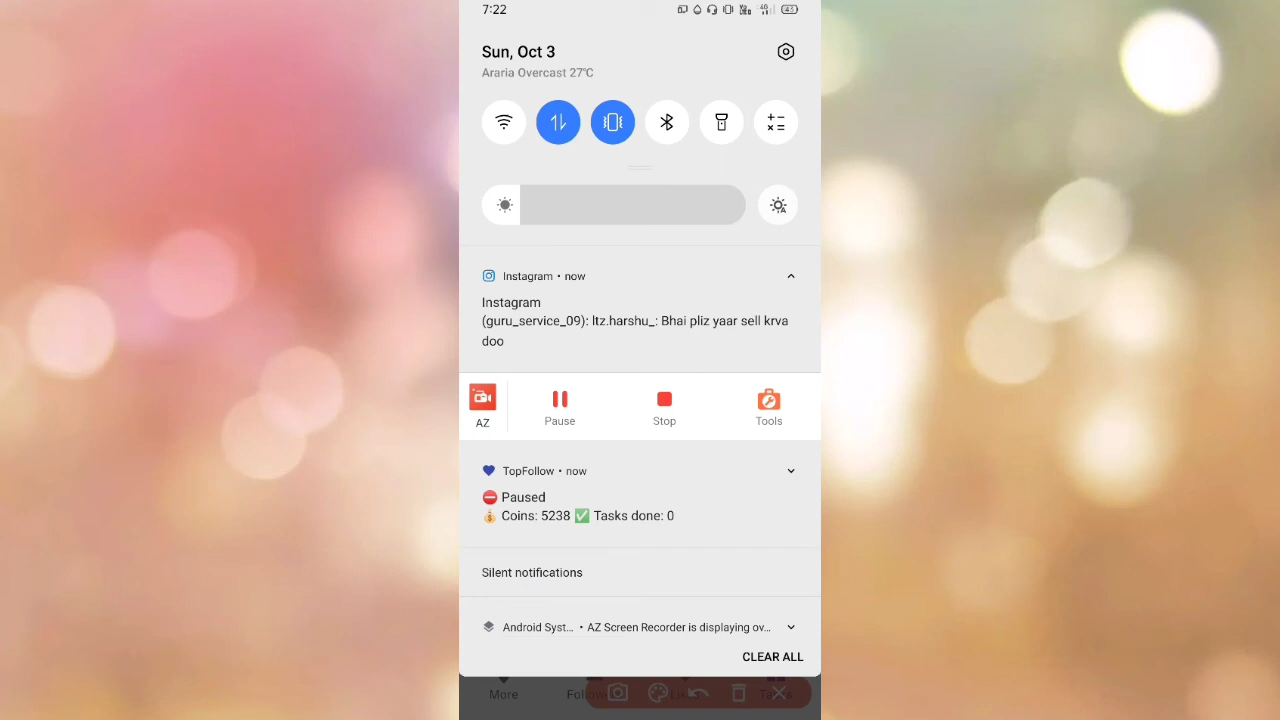 7:22
4G
43
Sun, Oct 3
Araria Overcast 27°C
Instagram • now
Instagram
(guru_service_09): ltz.harshu_: Bhai pliz yaar sell krva
doo
AZ
Pause
Stop
Tools
TopFollow • now
Paused
Coins: 5238 ✅ Tasks done: 0
Silent notifications
Android Syst... • AZ Screen Recorder is displaying ov...
CLEAR ALL
More